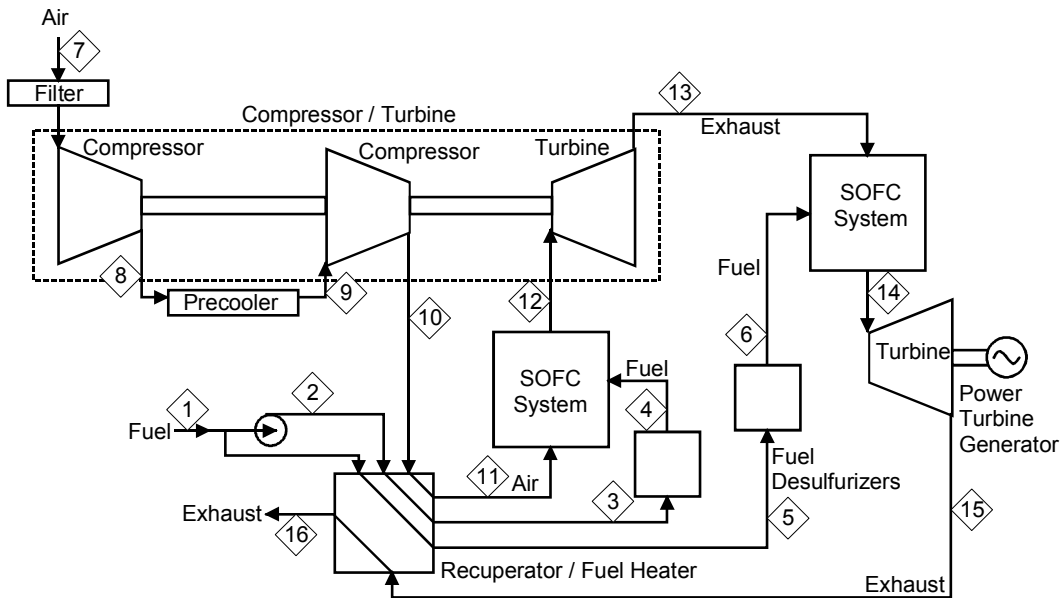 Air
7
Filter
Compressor / Turbine
Compressor
Compressor
Turbine
13
Exhaust
SOFC
System
8
Precooler
9
10
12
Fuel
6
14
Turbine
Power
Turbine
Generator
SOFC
System
Fuel
4
1
2
Fuel
11
Air
3
Fuel
Desulfurizers
5
15
Exhaust
16
Recuperator / Fuel Heater
Exhaust